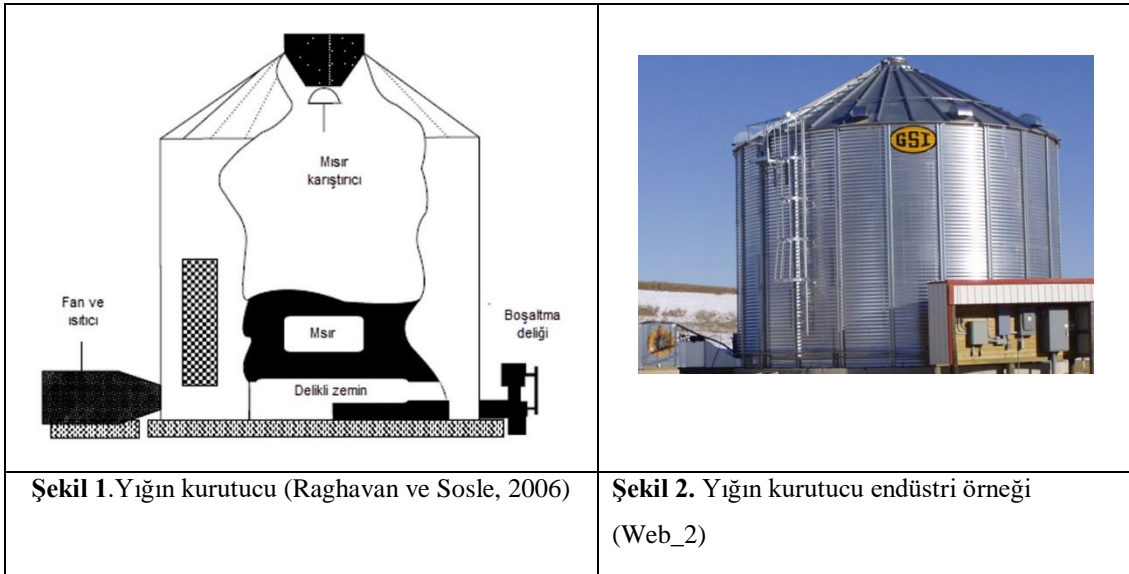 Mısır
karıştırıcı
Fan ve
ısıtıcı
Boşaltma
deliği
Msır
Delikli zemin
GSI
Şekil 1.Yığın kurutucu (Raghavan ve Sosle, 2006)
Şekil 2. Yığın kurutucu endüstri örneği
(Web_2)